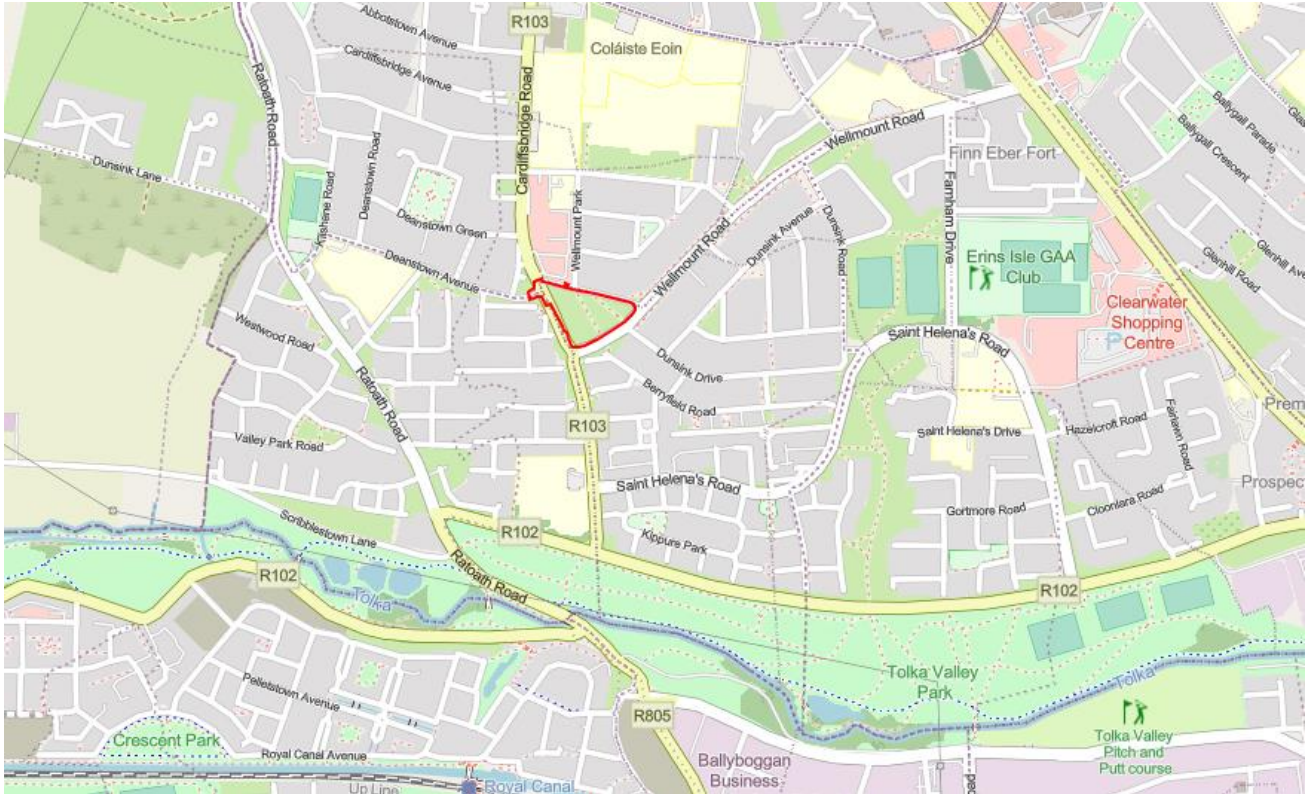 R103
Abbotstown Avenue
Coláiste Eoin
Cardiffsbridge Avenue
Ratoath Road
Cardiffsbridge Road
Wellmount Road
Ballygall Parade
Ballygall Crescent
Finn Eber Fort
Dunsink Lane
Kashene Road
Deanstown Road
Deanstown Green
Deanstown Avenue
Wellmount Park
Wellmount Road
Dunsink Avenue
Dunsink Road
Farnham Drive
Erins Isle GAA
Club
Glenhill Road
Glenhill Ave
Clearwater
Shopping
Centre
Westwood Road
Saint Helena's Road
Dunsink Drive
Berryfield Road
Ratoath Road
R103
Valley Park Road
Saint Helena's Drive
Hazelcroft Road
Fairlawn Road
Prem
Saint Helena's Road
Prospec
Cloonlara Road
Gortmore Road
Scribblestown Lane
R102
Kippure Park
R102
Tolka
Ratoath Road
R102
Pelletstown Avenue
Tolka Valley
Park
Tolka
R805
Tolka Valley
Pitch and
Putt course
Crescent Park
Royal Canal Avenue
Ballyboggan
Business
Up Line
Royal Canal